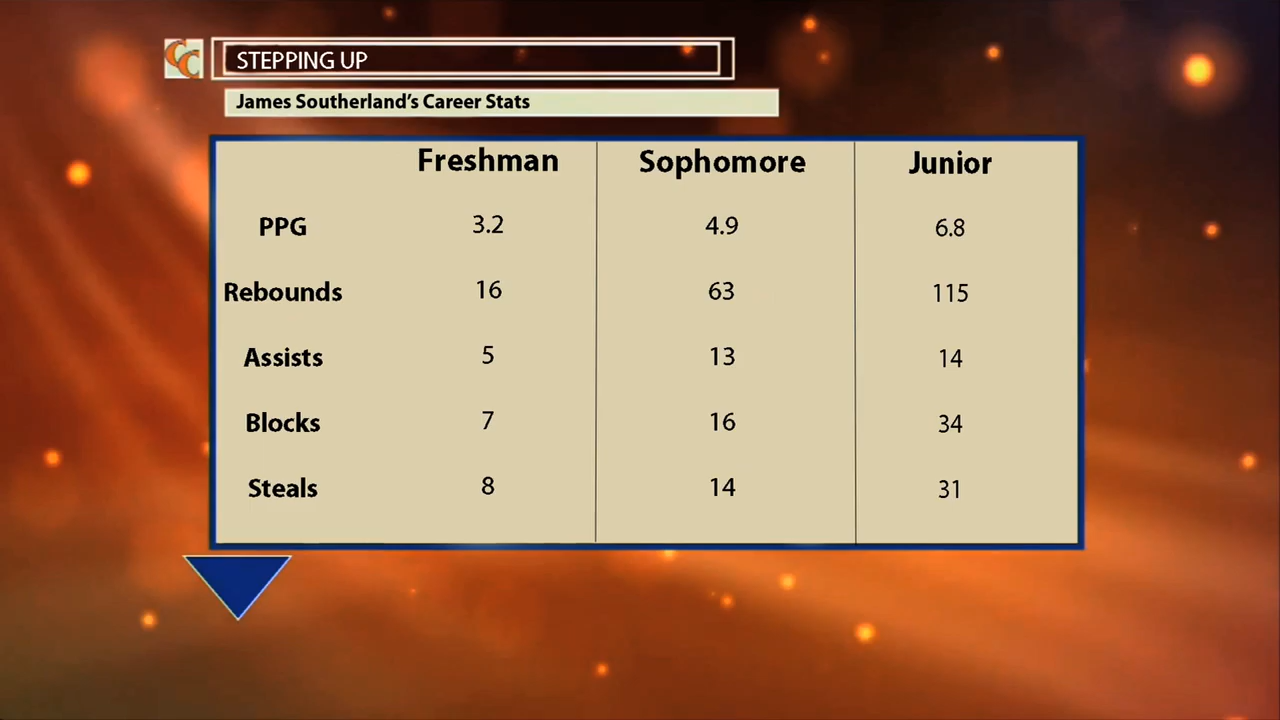 CC STEPPING UP
James Southerland's Career Stats
Freshman Sophomore Junior
PPG 3.2 4.9 6.8
Rebounds 16 63 115
Assists 5 13 14
Blocks 7 16 34
Steals 8 14 31